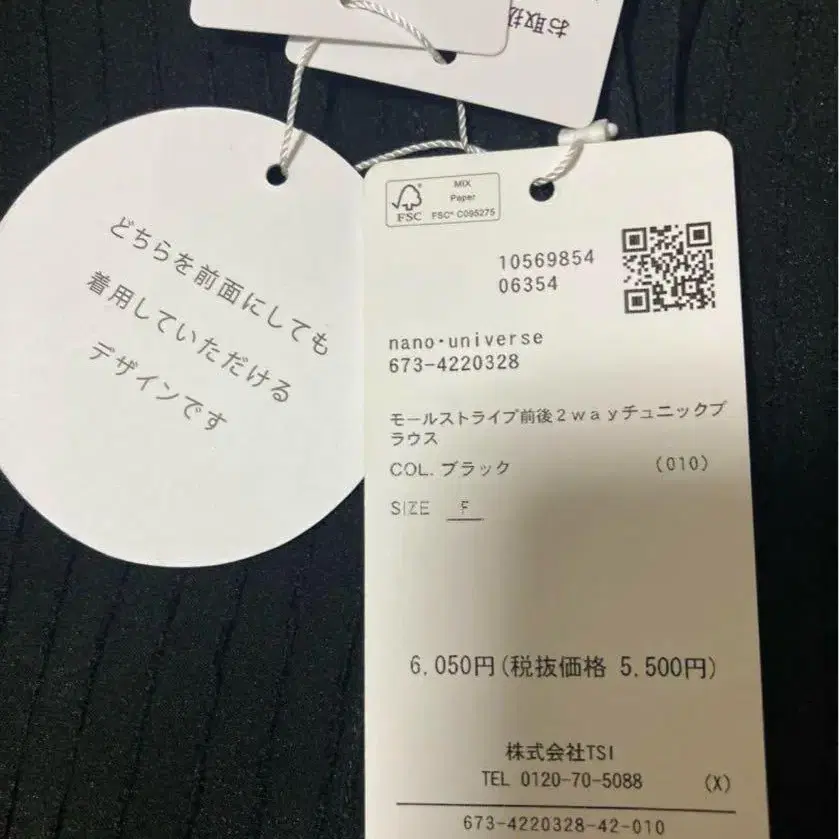 お取扱
どちらを前面にしても
着用していただける
デザインです
FSC
MIX
Paper
FSC® C095275
10569854
06354
nano・universe
673-4220328
モールストライプ前後2wayチュニックブ
ラウス
COL. ブラック (010)
SIZE F
6,050円(税抜価格 5,500円)
株式会社TSI
TEL 0120-70-5088 (X)
673-4220328-42-010